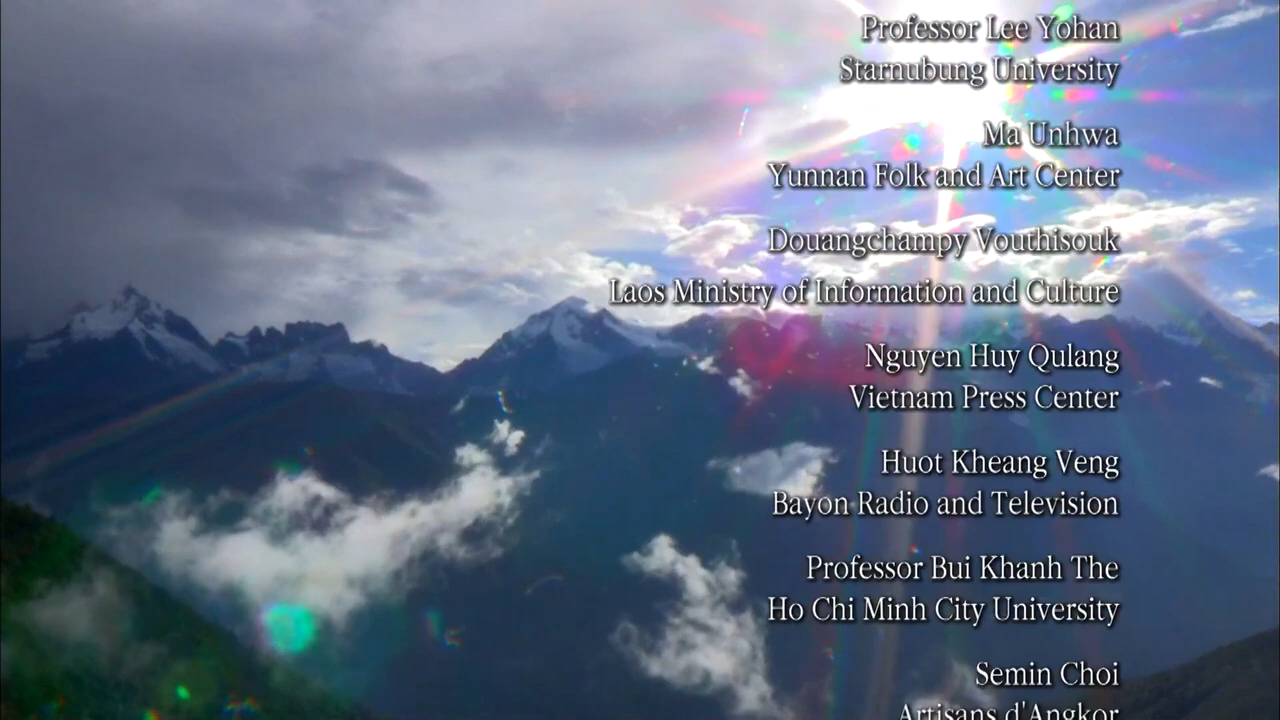 Professor Lee Yohan
Starnubung University
Ma Unhwa
Yunnan Folk and Art Center
Douangchampy Vouthisouk
Laos Ministry of Information and Culture
Nguyen Huy Qulang
Vietnam Press Center
Huot Kheang Veng
Bayon Radio and Television
Professor Bui Khanh The
Ho Chi Minh City University
Semin Choi
Artisans d'Angkor